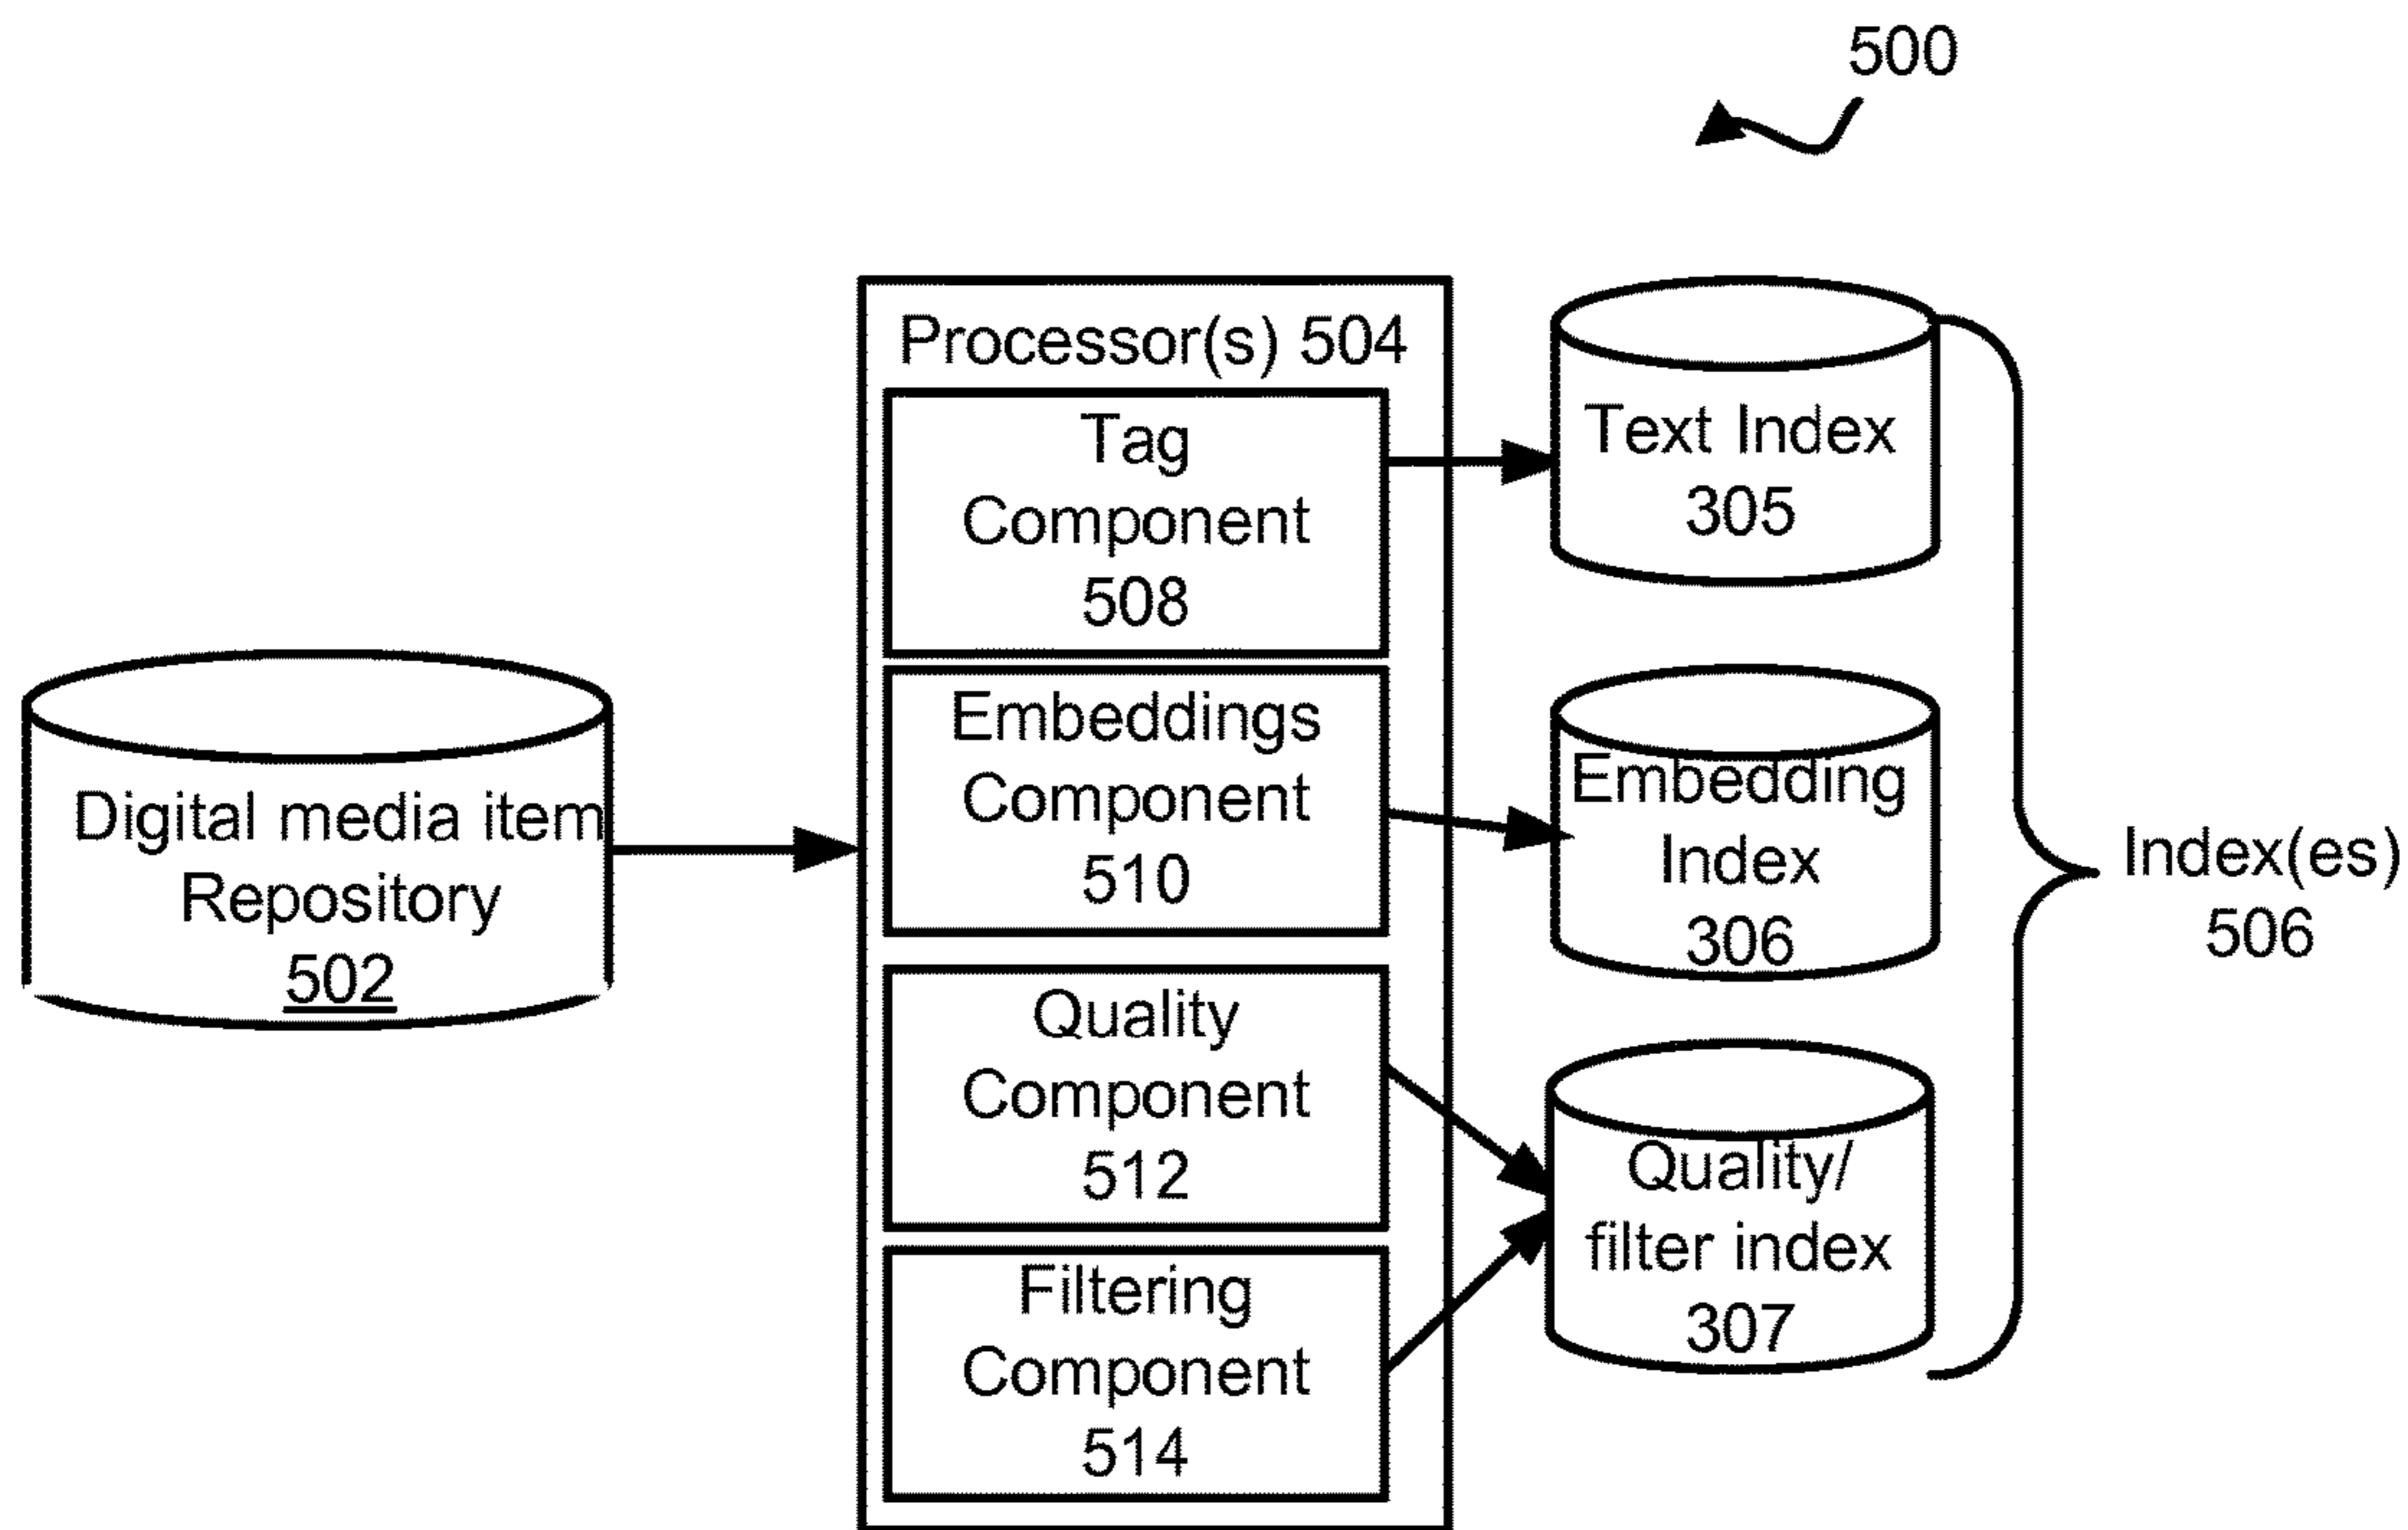 500
Processor(s) 504
Tag
Component
508
Embeddings
Component
510
Quality
Component
512
Filtering
Component
514
Digital media item
Repository
502
Text Index
305
Embedding
Index
306
Quality/
filter index
307
Index(es)
506